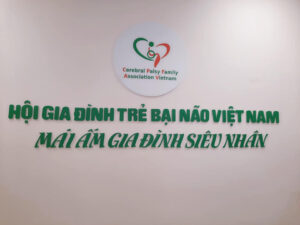 Cerebral Palsy Family
Association Vietnam
HỘI GIA ĐÌNH TRẺ BẠI NÃO VIỆT NAM
MÁI ẤM GIA ĐÌNH SIÊU NHÂN